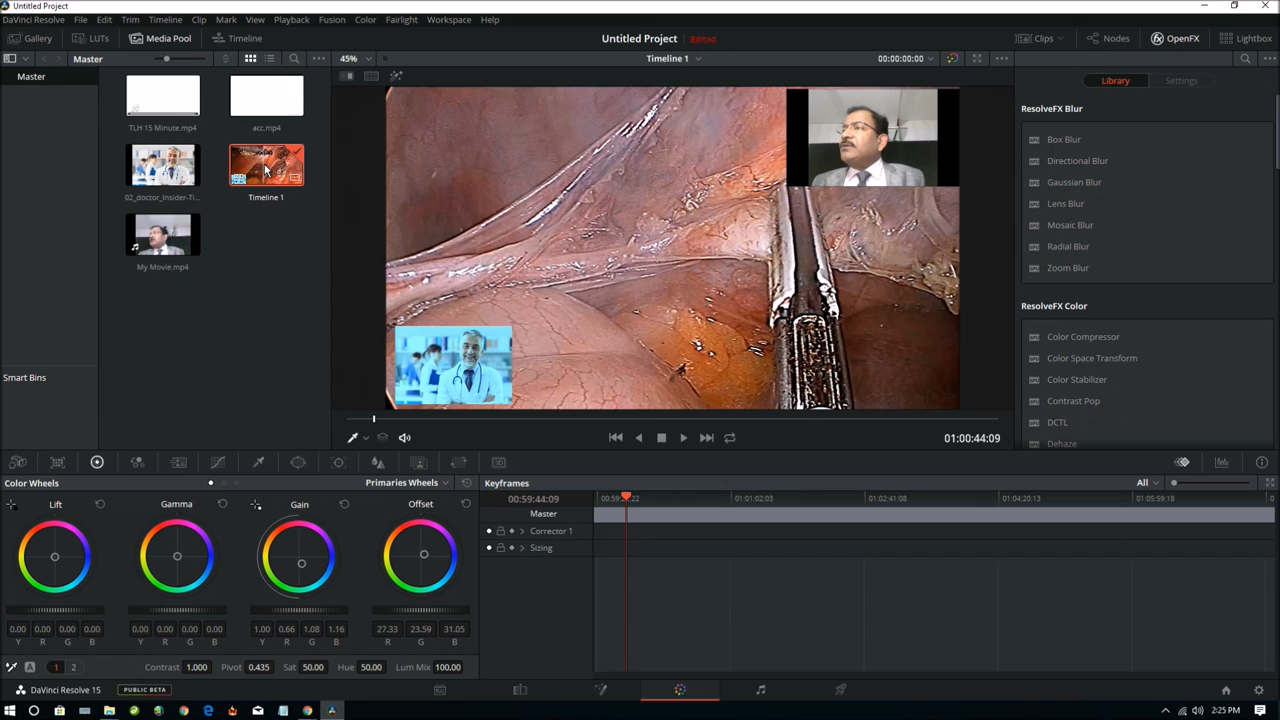 Untitled Project
DaVinci Resolve File Edit Trim Timeline Clip Mark View Playback Fusion Color Fairlight Workspace Help
Gallery LUTs Media Pool Timeline Untitled Project Edited Clips Nodes OpenFX Lightbox
Master 45% Timeline 1 00:00:00:00
Master
TLH 15 Minute.mp4 acc.mp4
02_doctor_Insider-Ti... Timeline 1
My Movie.mp4
Smart Bins
Library Settings
ResolveFX Blur
Box Blur
Directional Blur
Gaussian Blur
Lens Blur
Mosaic Blur
Radial Blur
Zoom Blur
ResolveFX Color
Color Compressor
Color Space Transform
Color Stabilizer
Contrast Pop
DCTL
Dehaze
01:00:44:09
Color Wheels Primaries Wheels Keyframes All
Lift Gamma Gain Offset
00:59:44:09 01:01:02:03 01:02:41:08 01:04:20:13 01:05:59:18
Master
Corrector 1
Sizing
0.00 0.00 0.00 0.00 0.00 0.00 0.00 0.00 1.00 0.66 1.08 1.16 27.33 23.59 31.05
Y R G B Y R G B Y R G B R G B
A 1 2 Contrast 1.000 Pivot 0.435 Sat 50.00 Hue 50.00 Lum Mix 100.00
DaVinci Resolve 15 PUBLIC BETA
2:25 PM